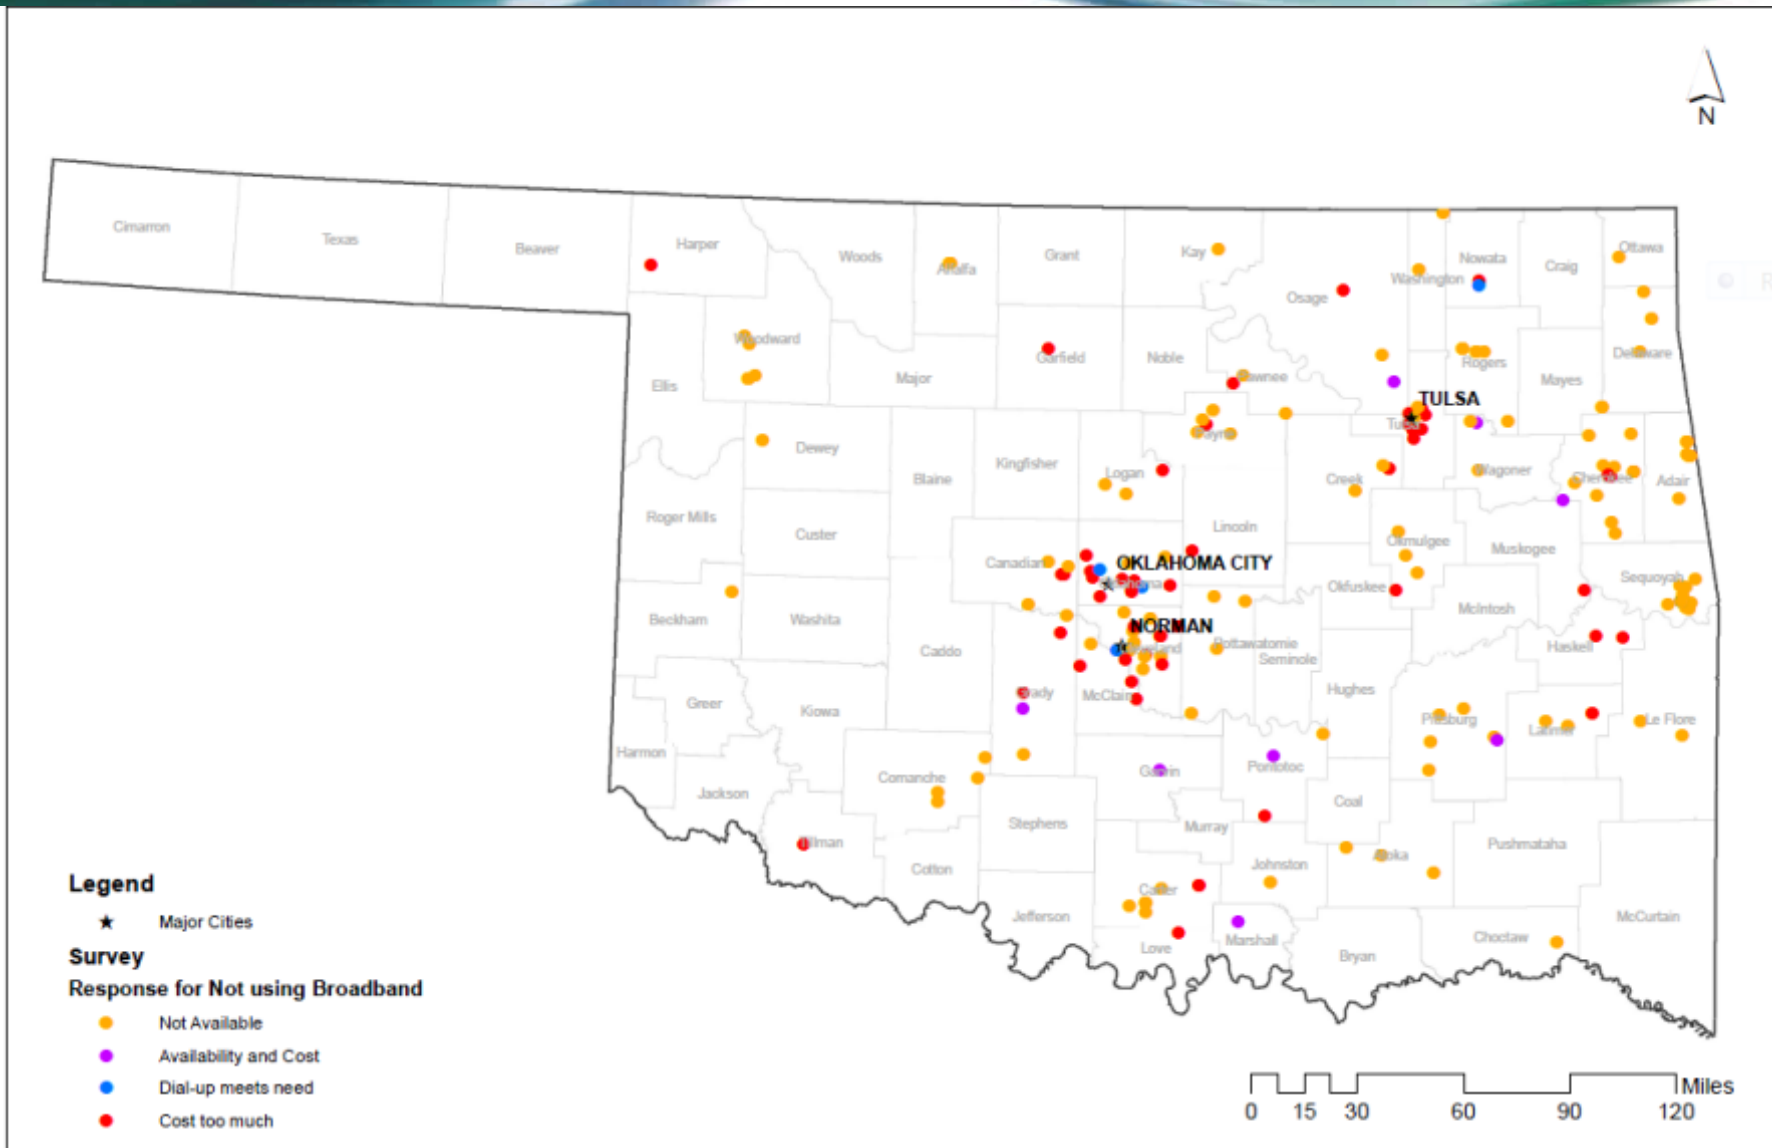 N
Cimarron
Texas
Beaver
Harper
Woods
Alfalfa
Grant
Kay
Osage
Washington
Nowata
Craig
Ottawa
R
Woodward
Ellis
Major
Garfield
Noble
Pawnee
Rogers
Mayes
Delaware
TULSA
Tulsa
Dewey
Blaine
Kingfisher
Logan
Payne
Creek
Wagoner
Cherokee
Adair
Roger Mills
Custer
Canadian
OKLAHOMA CITY
Oklahoma
Lincoln
Okmulgee
Muskogee
Okfuskee
McIntosh
Sequoyah
Beckham
Washita
Caddo
NORMAN
Cleveland
Pottawatomie
Seminole
Hughes
Haskell
Greer
Kiowa
Grady
McClain
Pittsburg
Latimer
Le Flore
Harmon
Jackson
Comanche
Garvin
Pontotoc
Coal
Stephens
Murray
Tillman
Cotton
Johnston
Atoka
Pushmataha
Jefferson
Carter
Love
Marshall
Bryan
Choctaw
McCurtain
Legend
Major Cities
Survey
Response for Not using Broadband
Not Available
Availability and Cost
Dial-up meets need
Cost too much
Miles
0 15 30 60 90 120